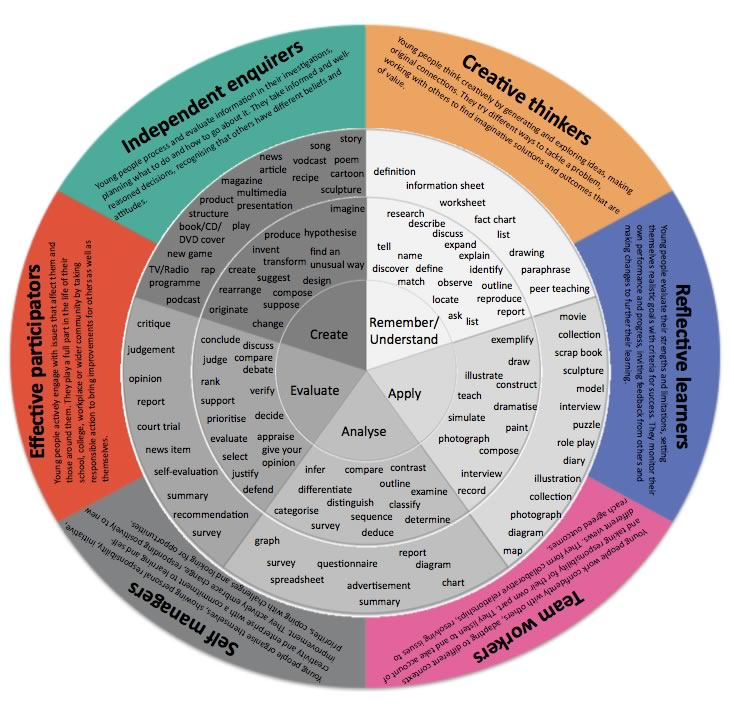 Independent enquirers
Young people process and evaluate information in their investigations,
planning what to do and how to go about it. They take informed and well-
reasoned decisions, recognising that others have different beliefs and
attitudes.
Creative thinkers
Young people think creatively by generating and exploring ideas, making
original connections. They try different ways to tackle a problem,
working with others to find imaginative solutions and outcomes that are
of value.
Reflective learners
Young people evaluate their strengths and limitations, setting
themselves realistic goals with criteria for success. They monitor their
own performance and progress, inviting feedback from others and
making changes to further their learning.
Team workers
Young people work confidently with others, adapting to different contexts
and taking responsibility for their own part. They listen to and take account of
different views. They form collaborative relationships, resolving issues to
reach agreed outcomes.
Self managers
Young people organise themselves, showing personal responsibility, initiative,
creativity and enterprise with a commitment to learning and self-
improvement. They actively embrace change, responding positively to new
priorities, coping with challenges and looking for opportunities.
Effective participators
Young people actively engage with issues that affect them and
those around them. They play a full part in the life of their
school, college, workplace or wider community by taking
responsible action to bring improvements for others as well as
themselves.
Create
change
originate
suppose
compose
rearrange
design
suggest
create
transform
find an
unusual way
invent
produce
hypothesise
imagine
story
song
poem
vodcast
news
article
cartoon
recipe
sculpture
magazine
multimedia
presentation
product
structure
play
book/CD/
DVD cover
new game
TV/Radio
programme
rap
podcast
Remember/
Understand
research
describe
discuss
expand
explain
tell
name
discover
define
identify
match
observe
outline
locate
reproduce
report
ask
list
definition
information sheet
worksheet
fact chart
list
drawing
paraphrase
peer teaching
Apply
exemplify
draw
illustrate
construct
teach
dramatise
simulate
paint
photograph
compose
interview
record
movie
collection
scrap book
sculpture
model
interview
puzzle
role play
diary
illustration
collection
photograph
diagram
map
Analyse
infer
compare
contrast
outline
differentiate
examine
distinguish
classify
categorise
sequence
determine
survey
deduce
graph
survey
spreadsheet
questionnaire
report
diagram
advertisement
chart
summary
Evaluate
conclude
discuss
judge
compare
debate
rank
verify
support
prioritise
decide
evaluate
appraise
select
give your
opinion
justify
defend
critique
judgement
opinion
report
court trial
news item
self-evaluation
summary
recommendation
survey